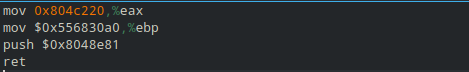 mov 0x804c220,%eax
mov $0x556830a0,%ebp
push $0x8048e81
ret